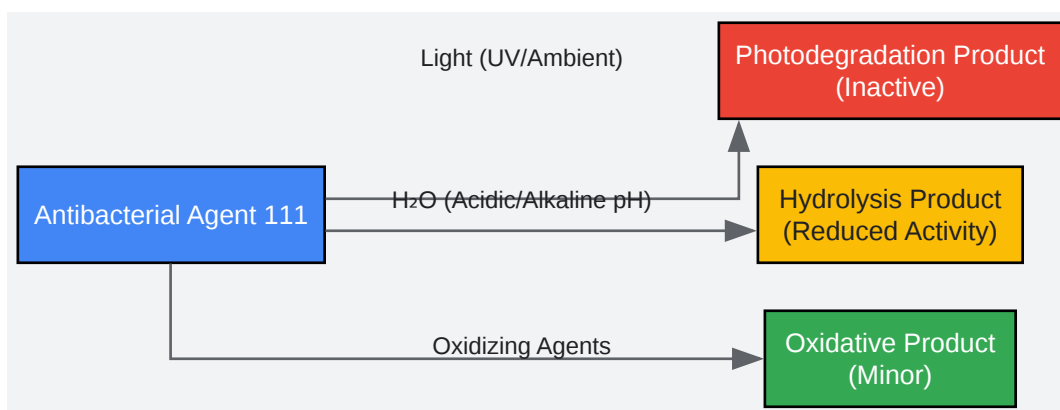 Light (UV/Ambient)
Photodegradation Product
(Inactive)
Antibacterial Agent 111
H₂O (Acidic/Alkaline pH)
Hydrolysis Product
(Reduced Activity)
Oxidizing Agents
Oxidative Product
(Minor)